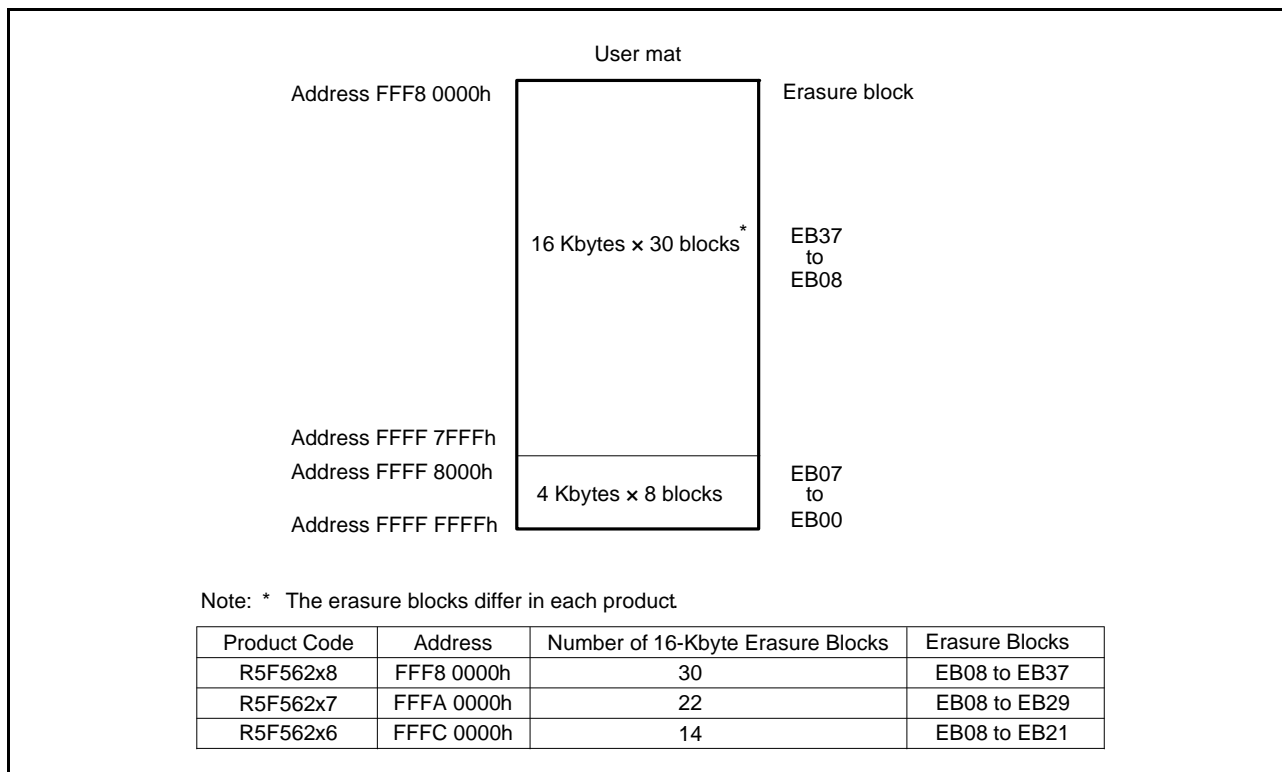 User mat
Address FFF8 0000h
Erasure block
16 Kbytes × 30 blocks*
EB37
to
EB08
Address FFFF 7FFFh
Address FFFF 8000h
4 Kbytes × 8 blocks
EB07
to
EB00
Address FFFF FFFFh
Note: * The erasure blocks differ in each product.
Product Code Address Number of 16-Kbyte Erasure Blocks Erasure Blocks
R5F562x8 FFF8 0000h 30 EB08 to EB37
R5F562x7 FFFA 0000h 22 EB08 to EB29
R5F562x6 FFFC 0000h 14 EB08 to EB21